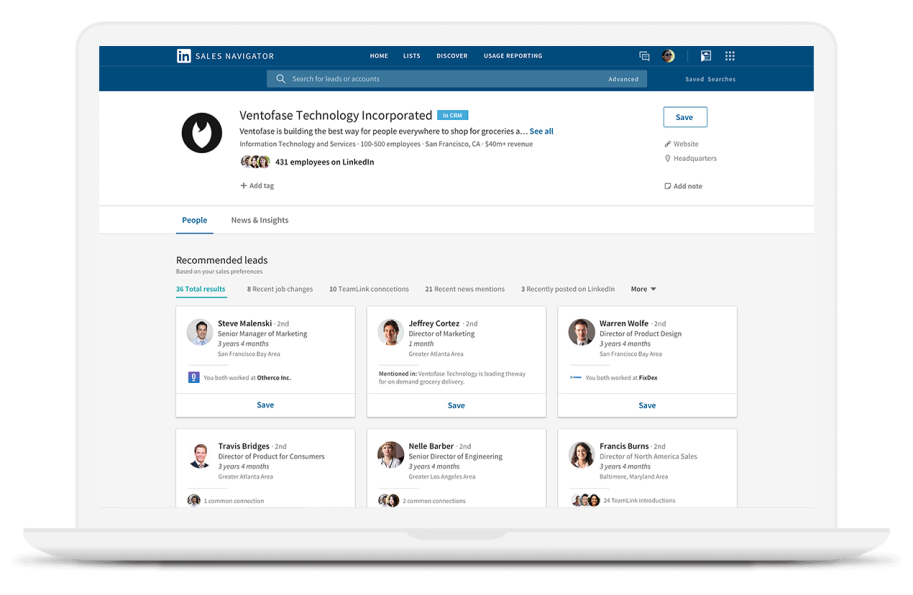 in SALES NAVIGATOR HOME LISTS DISCOVER USAGE REPORTING
Search for leads or accounts Advanced Saved Searches
Ventofase Technology Incorporated In CRM Save
Ventofase is building the best way for people everywhere to shop for groceries a... See all
Information Technology and Services · 100-500 employees · San Francisco, CA · $40m+ revenue Website
431 employees on LinkedIn Headquarters
+ Add tag Add note
People News & Insights
Recommended leads
Based on your sales preferences
36 Total results 8 Recent job changes 10 TeamLink conncetions 21 Recent news mentions 3 Recently posted on LinkedIn More
Steve Malenski · 2nd
Senior Manager of Marketing
3 years 4 months
San Francisco Bay Area
You both worked at Otherco Inc.
Save
Jeffrey Cortez · 2nd
Director of Marketing
1 month
Greater Atlanta Area
Mentioned in: Ventofase Technology is leading theway
for on demand grocery delivery.
Save
Warren Wolfe · 2nd
Director of Product Design
3 years 4 months
San Francisco Bay Area
You both worked at FixDex
Save
Travis Bridges · 2nd
Director of Product for Consumers
3 years 4 months
Greater Atlanta Area
1 common connection
Nelle Barber · 2nd
Senior Director of Engineering
3 years 4 months
Greater Los Angeles Area
2 common connections
Francis Burns · 2nd
Director of North America Sales
3 years 4 months
Baltimore, Maryland Area
24 TeamLink introductions